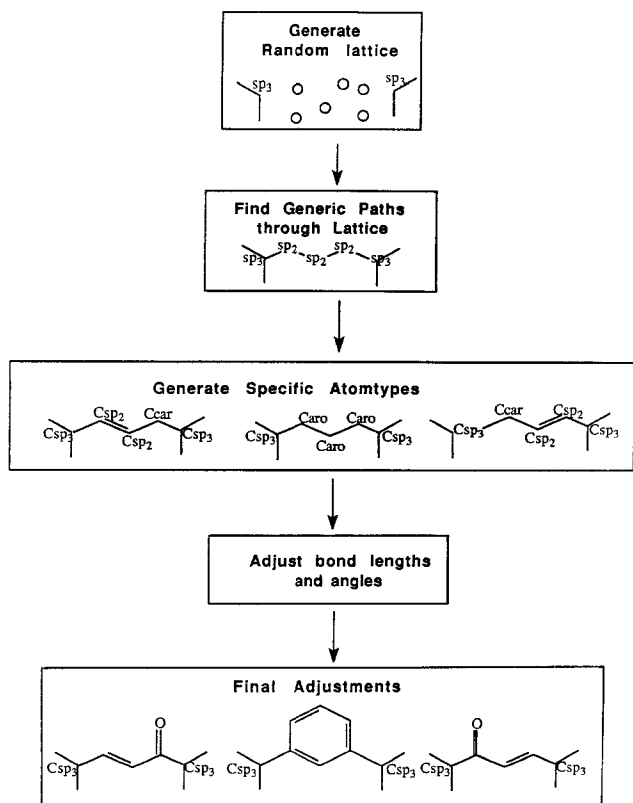 Generate
Random lattice
sp3 sp3
Find Generic Paths
through Lattice
sp2 sp2
sp3 sp2 sp3
Generate Specific Atomtypes
Csp2 Ccar Caro Caro Ccar Csp2
Csp3 Csp2 Csp3 Csp3 Caro Csp3 Csp3 Csp2 Csp3
Adjust bond lengths
and angles
Final Adjustments
O O
Csp3 Csp3 Csp3 Csp3 Csp3 Csp3